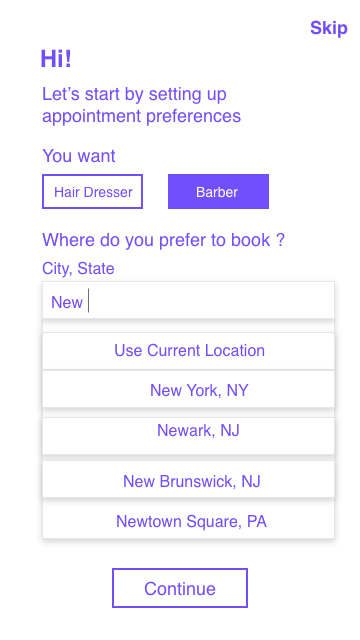 Skip
Hi!
Let's start by setting up
appointment preferences
You want
Hair Dresser
Barber
Where do you prefer to book ?
City, State
New
Use Current Location
New York, NY
Newark, NJ
New Brunswick, NJ
Newtown Square, PA
Continue